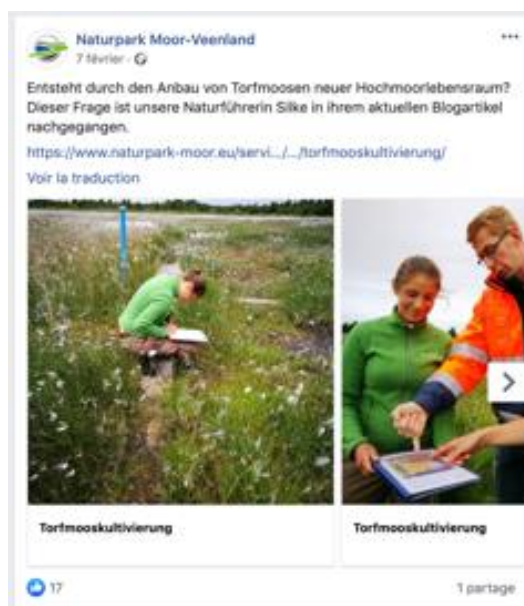 Naturpark Moor-Veenland
7 février ·
Entsteht durch den Anbau von Torfmoosen neuer Hochmoorlebensraum?
Dieser Frage ist unsere Naturführerin Silke in ihrem aktuellen Blogartikel
nachgegangen.
https://www.naturpark-moor.eu/servi.../.../torfmooskultivierung/
Voir la traduction
Torfmooskultivierung
Torfmooskultivierung
17
1 partage